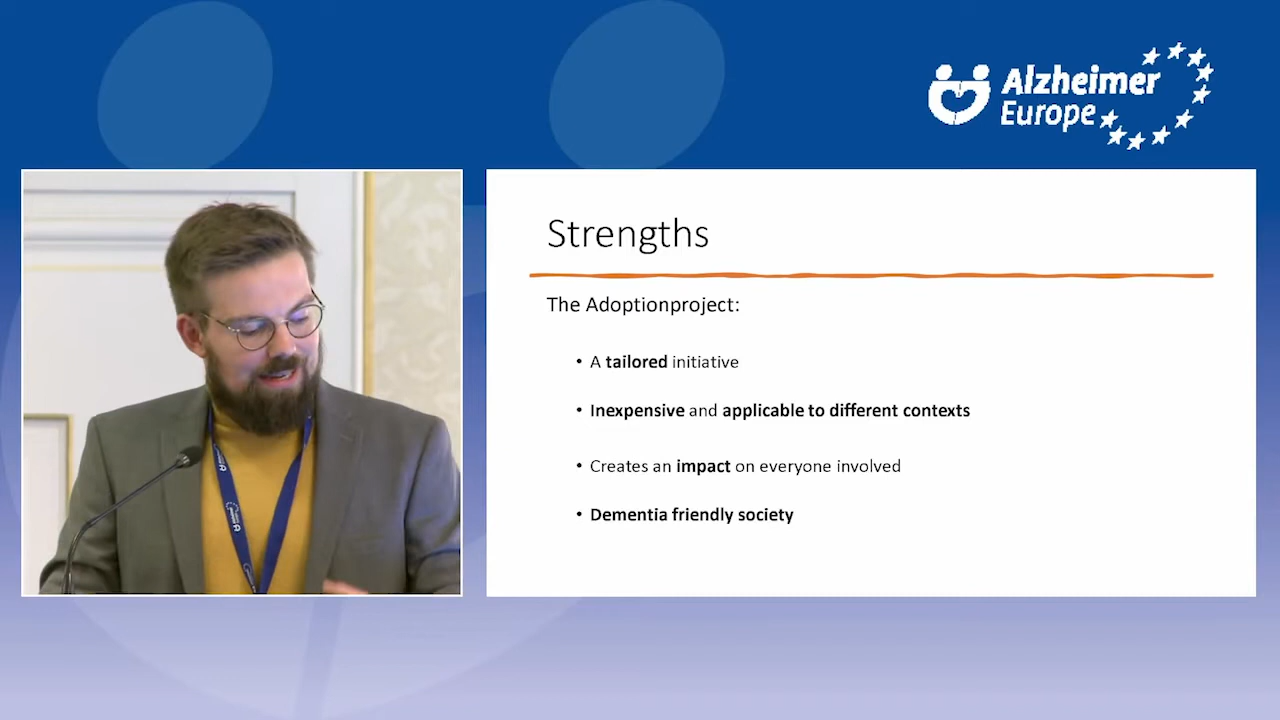 Alzheimer
Europe
Strengths
The Adoptionproject:
• A tailored initiative
• Inexpensive and applicable to different contexts
• Creates an impact on everyone involved
• Dementia friendly society